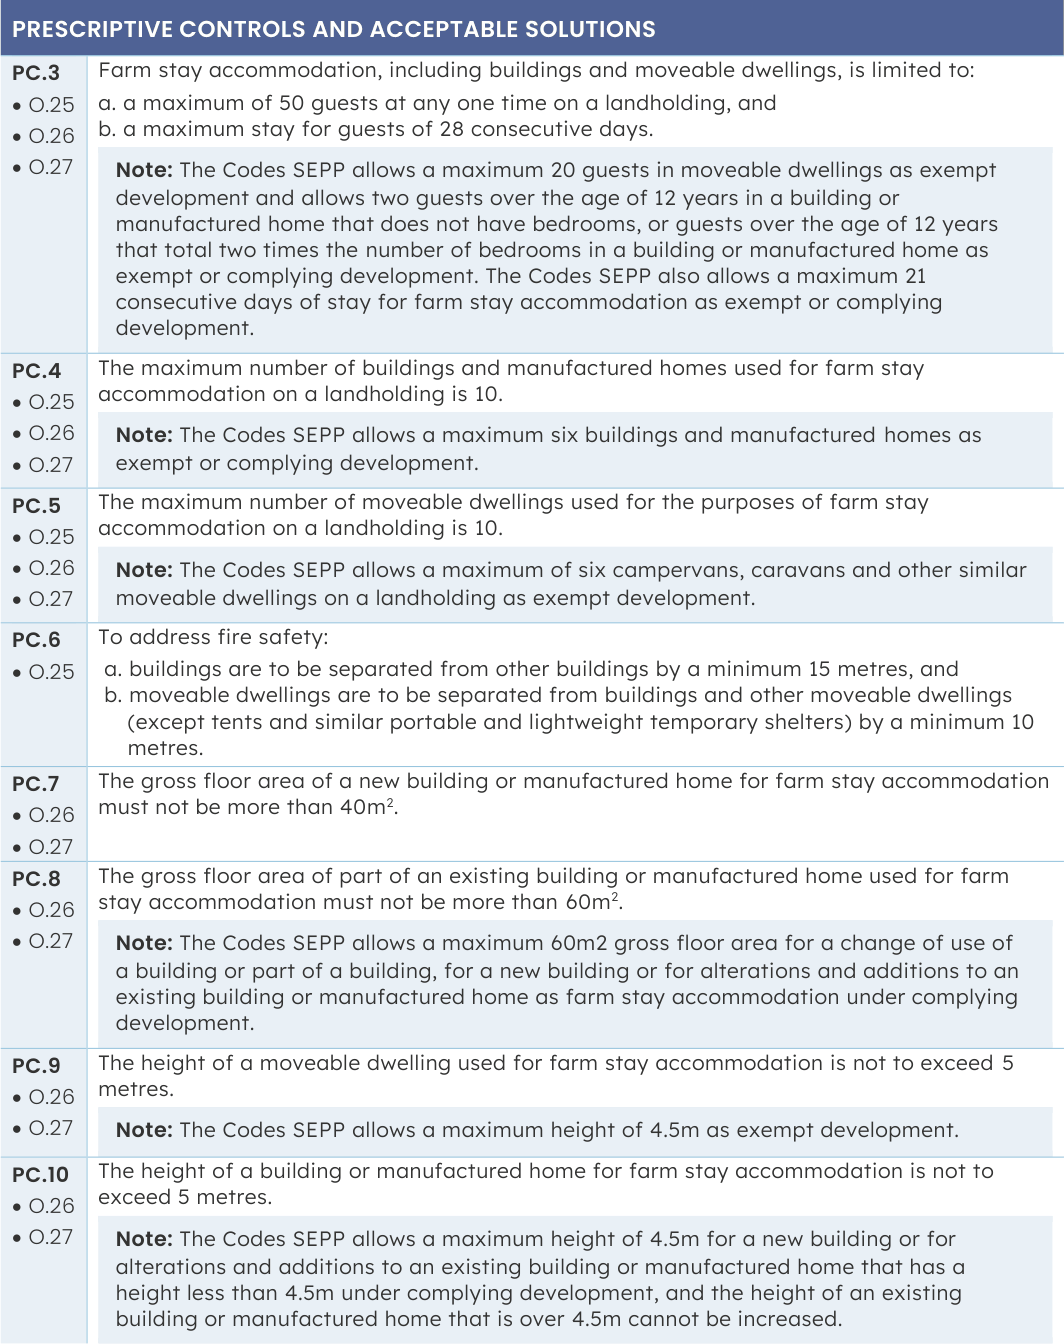 PRESCRIPTIVE CONTROLS AND ACCEPTABLE SOLUTIONS
PC.3
• O.25
• O.26
• O.27
Farm stay accommodation, including buildings and moveable dwellings, is limited to:
a. a maximum of 50 guests at any one time on a landholding, and
b. a maximum stay for guests of 28 consecutive days.
Note: The Codes SEPP allows a maximum 20 guests in moveable dwellings as exempt
development and allows two guests over the age of 12 years in a building or
manufactured home that does not have bedrooms, or guests over the age of 12 years
that total two times the number of bedrooms in a building or manufactured home as
exempt or complying development. The Codes SEPP also allows a maximum 21
consecutive days of stay for farm stay accommodation as exempt or complying
development.
PC.4
• O.25
• O.26
• O.27
The maximum number of buildings and manufactured homes used for farm stay
accommodation on a landholding is 10.
Note: The Codes SEPP allows a maximum six buildings and manufactured homes as
exempt or complying development.
PC.5
• O.25
• O.26
• O.27
The maximum number of moveable dwellings used for the purposes of farm stay
accommodation on a landholding is 10.
Note: The Codes SEPP allows a maximum of six campervans, caravans and other similar
moveable dwellings on a landholding as exempt development.
PC.6
• O.25
To address fire safety:
a. buildings are to be separated from other buildings by a minimum 15 metres, and
b. moveable dwellings are to be separated from buildings and other moveable dwellings
(except tents and similar portable and lightweight temporary shelters) by a minimum 10
metres.
PC.7
• O.26
• O.27
The gross floor area of a new building or manufactured home for farm stay accommodation
must not be more than 40m².
PC.8
• O.26
• O.27
The gross floor area of part of an existing building or manufactured home used for farm
stay accommodation must not be more than 60m².
Note: The Codes SEPP allows a maximum 60m2 gross floor area for a change of use of
a building or part of a building, for a new building or for alterations and additions to an
existing building or manufactured home as farm stay accommodation under complying
development.
PC.9
• O.26
• O.27
The height of a moveable dwelling used for farm stay accommodation is not to exceed 5
metres.
Note: The Codes SEPP allows a maximum height of 4.5m as exempt development.
PC.10
• O.26
• O.27
The height of a building or manufactured home for farm stay accommodation is not to
exceed 5 metres.
Note: The Codes SEPP allows a maximum height of 4.5m for a new building or for
alterations and additions to an existing building or manufactured home that has a
height less than 4.5m under complying development, and the height of an existing
building or manufactured home that is over 4.5m cannot be increased.